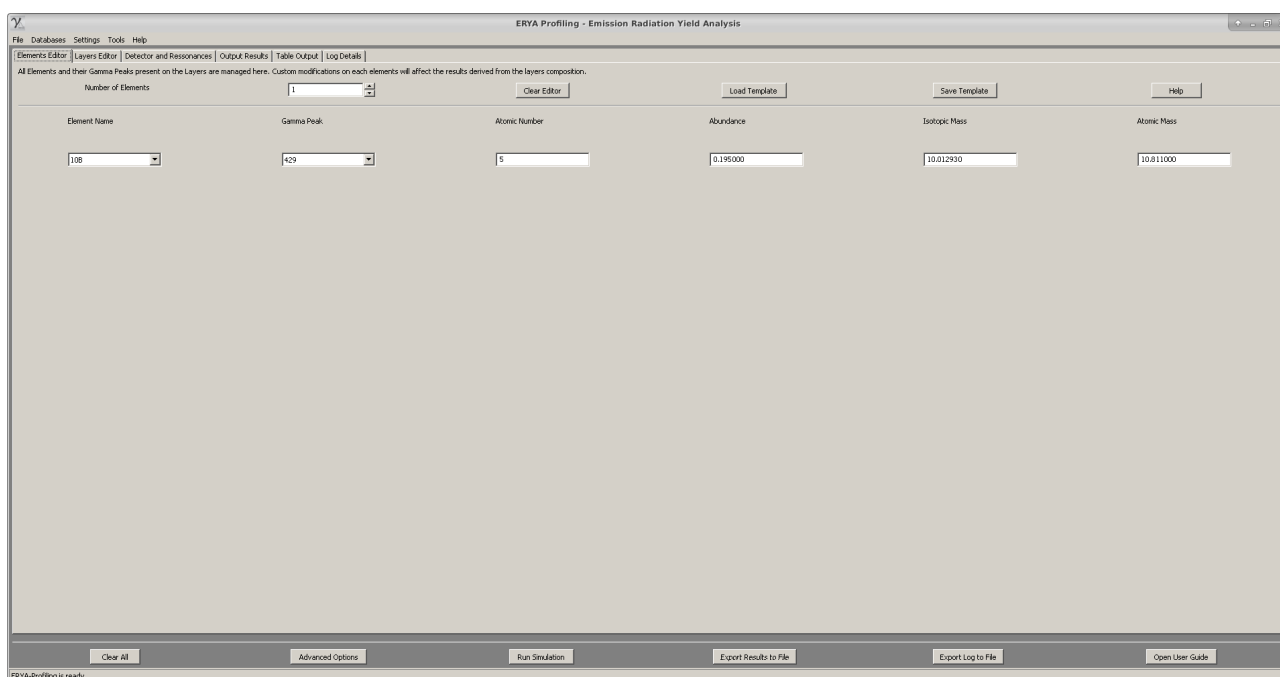 ERYA Profiling - Emission Radiation Yield Analysis
File Databases Settings Tools Help
Elements Editor Layers Editor Detector and Ressonances Output Results Table Output Log Details
All Elements and their Gamma Peaks present on the Layers are managed here. Custom modifications on each elements will affect the results derived from the layers composition.
Number of Elements 1 Clear Editor Load Template Save Template Help
Element Name Gamma Peak Atomic Number Abundance Isotopic Mass Atomic Mass
10B 429 5 0.195000 10.012930 10.811000
Clear All Advanced Options Run Simulation Export Results to File Export Log to File Open User Guide
ERYA-Profiling is ready